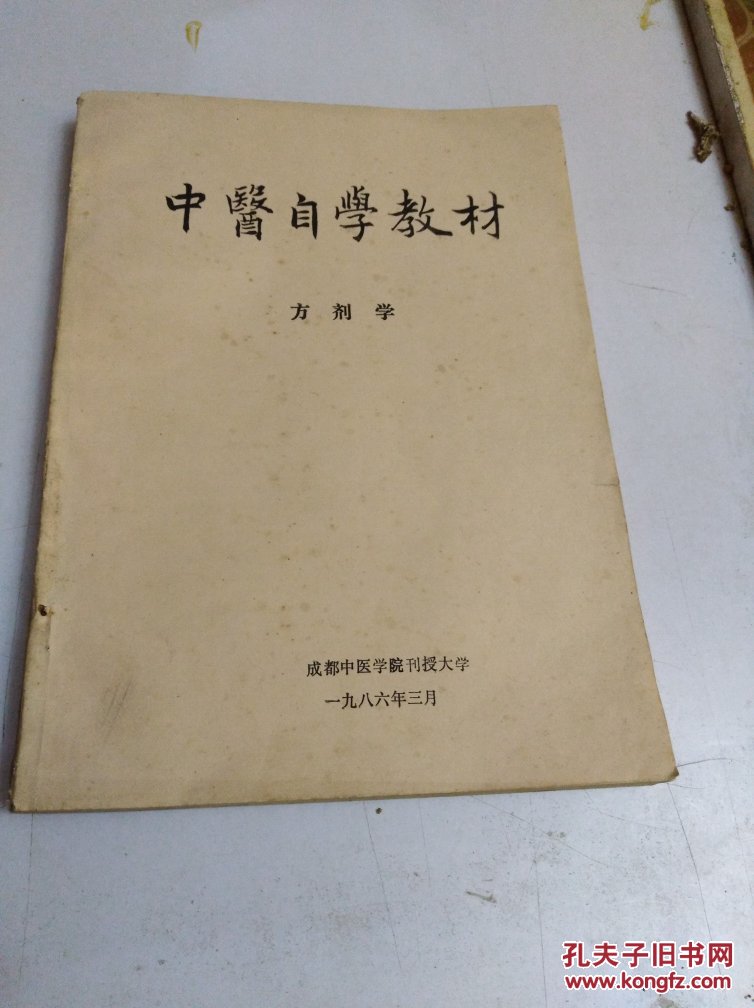 中醫自學教材
方剂学
成都中医学院刊授大学
一九八六年三月
孔夫子旧书网
www.kongfz.com